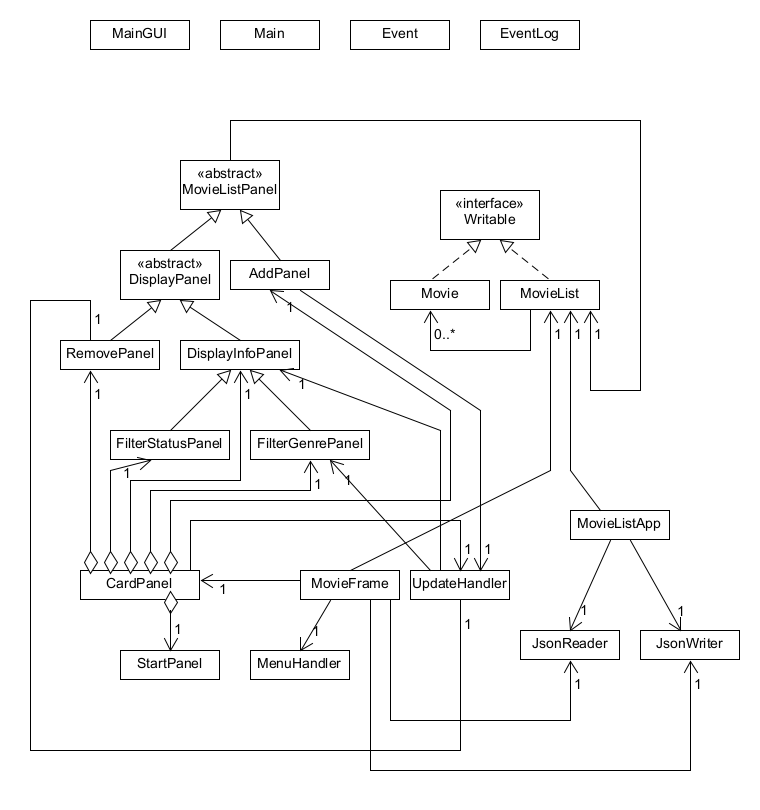 MainGUI
Main
Event
EventLog
«abstract»
MovieListPanel
«interface»
Writable
«abstract»
DisplayPanel
AddPanel
Movie
MovieList
1
1
0..*
1
1
1
RemovePanel
DisplayInfoPanel
1
1
1
FilterStatusPanel
FilterGenrePanel
1
1
1
MovieListApp
1
1
CardPanel
MovieFrame
UpdateHandler
1
1
1
1
1
1
StartPanel
MenuHandler
JsonReader
JsonWriter
1
1